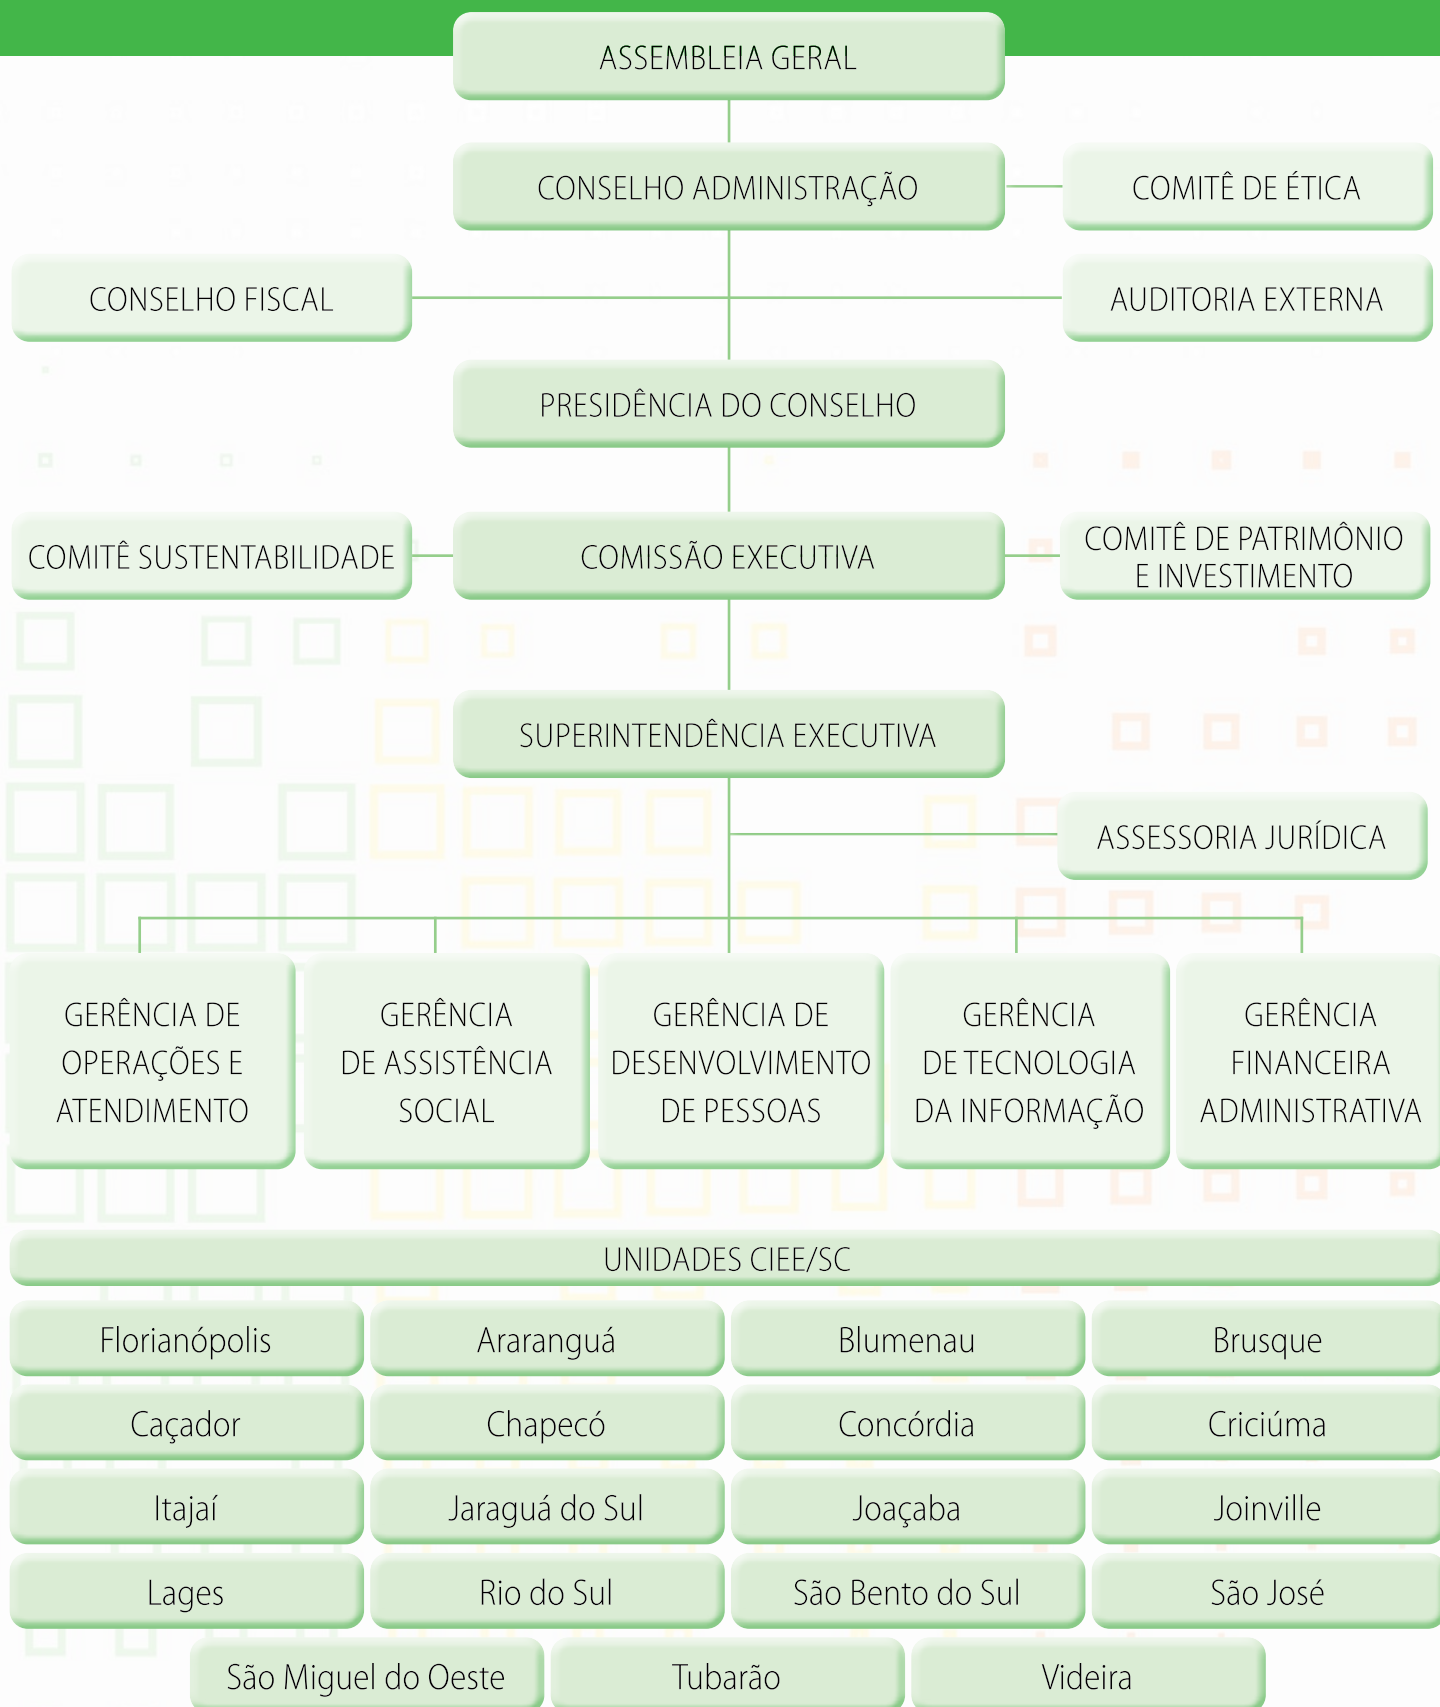 ASSEMBLEIA GERAL
CONSELHO ADMINISTRAÇÃO
COMITÊ DE ÉTICA
CONSELHO FISCAL
AUDITORIA EXTERNA
PRESIDÊNCIA DO CONSELHO
COMITÊ SUSTENTABILIDADE
COMISSÃO EXECUTIVA
COMITÊ DE PATRIMÔNIO
E INVESTIMENTO
SUPERINTENDÊNCIA EXECUTIVA
ASSESSORIA JURÍDICA
GERÊNCIA DE
OPERAÇÕES E
ATENDIMENTO
GERÊNCIA
DE ASSISTÊNCIA
SOCIAL
GERÊNCIA DE
DESENVOLVIMENTO
DE PESSOAS
GERÊNCIA
DE TECNOLOGIA
DA INFORMAÇÃO
GERÊNCIA
FINANCEIRA
ADMINISTRATIVA
UNIDADES CIEE/SC
Florianópolis
Araranguá
Blumenau
Brusque
Caçador
Chapecó
Concórdia
Criciúma
Itajaí
Jaraguá do Sul
Joaçaba
Joinville
Lages
Rio do Sul
São Bento do Sul
São José
São Miguel do Oeste
Tubarão
Videira